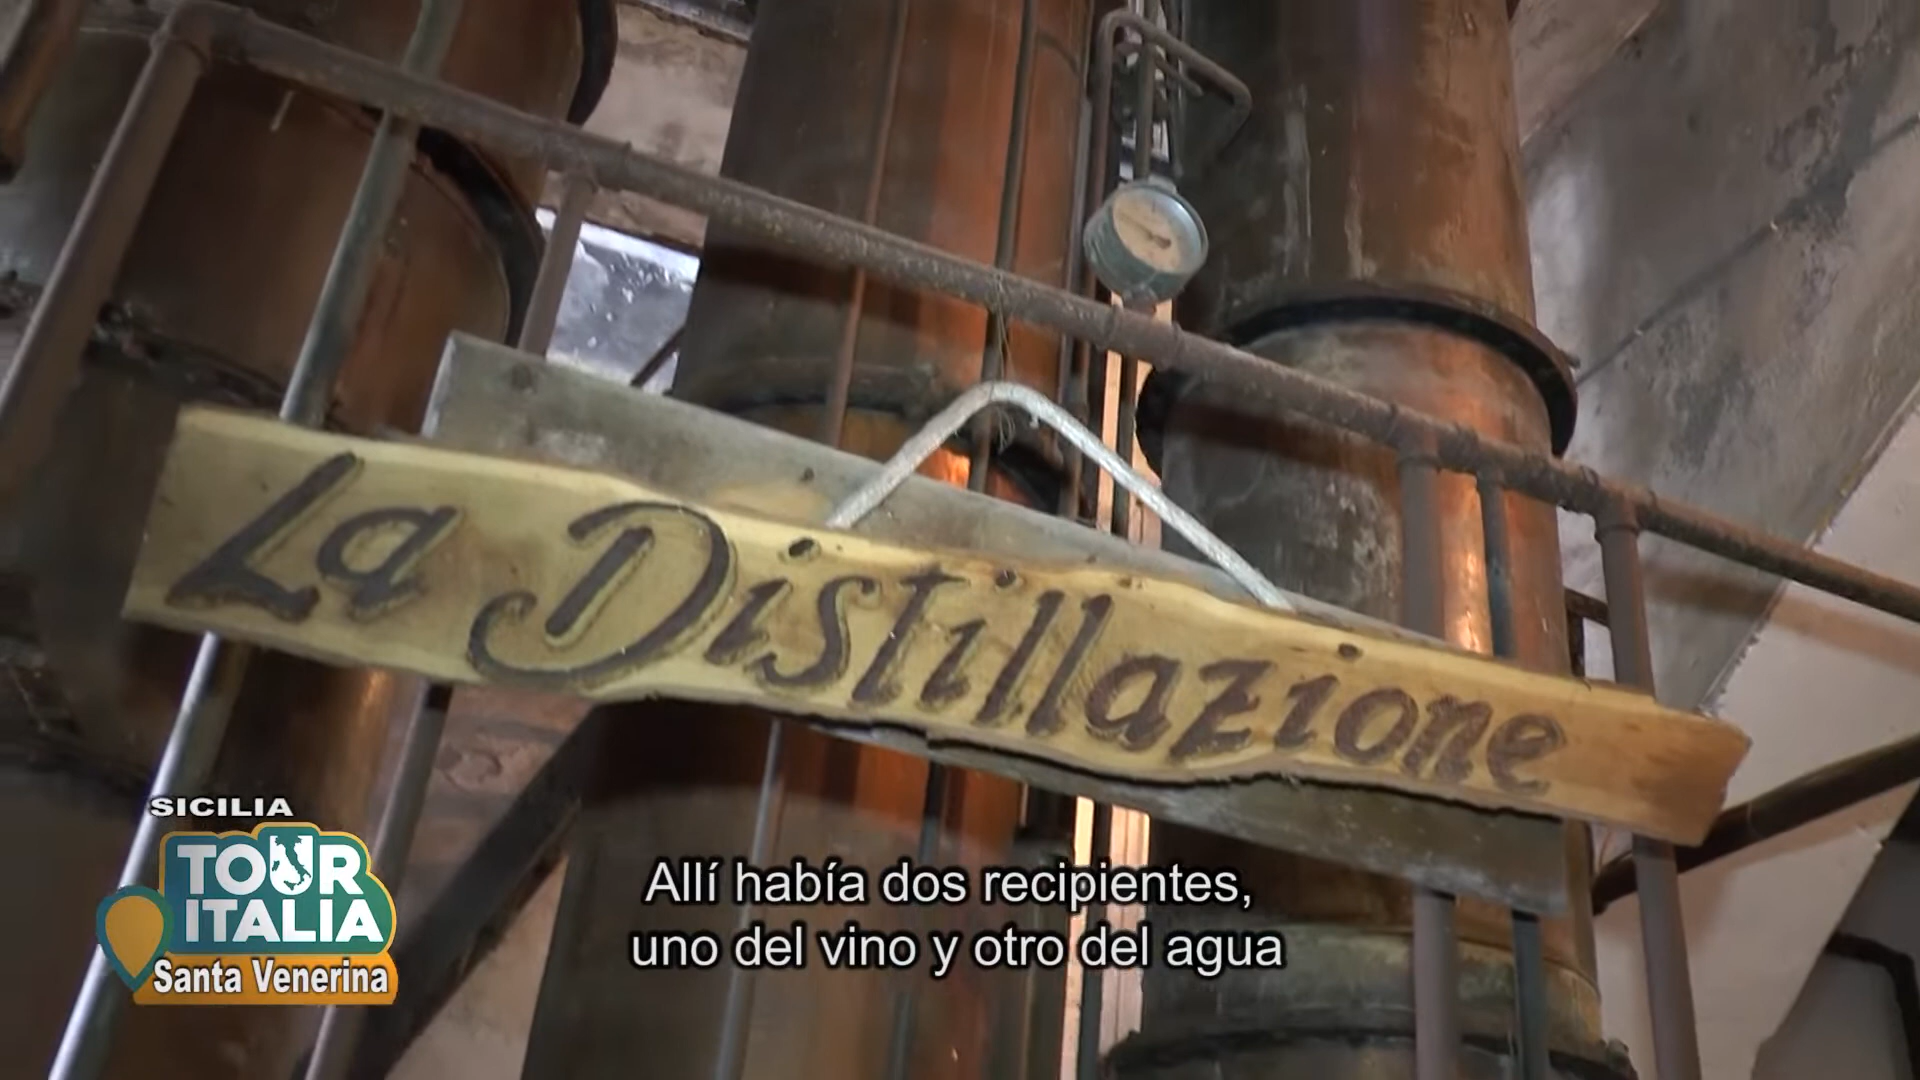 La Distillazione
SICILIA
TOUR
ITALIA
Santa Venerina
Allí había dos recipientes,
uno del vino y otro del agua